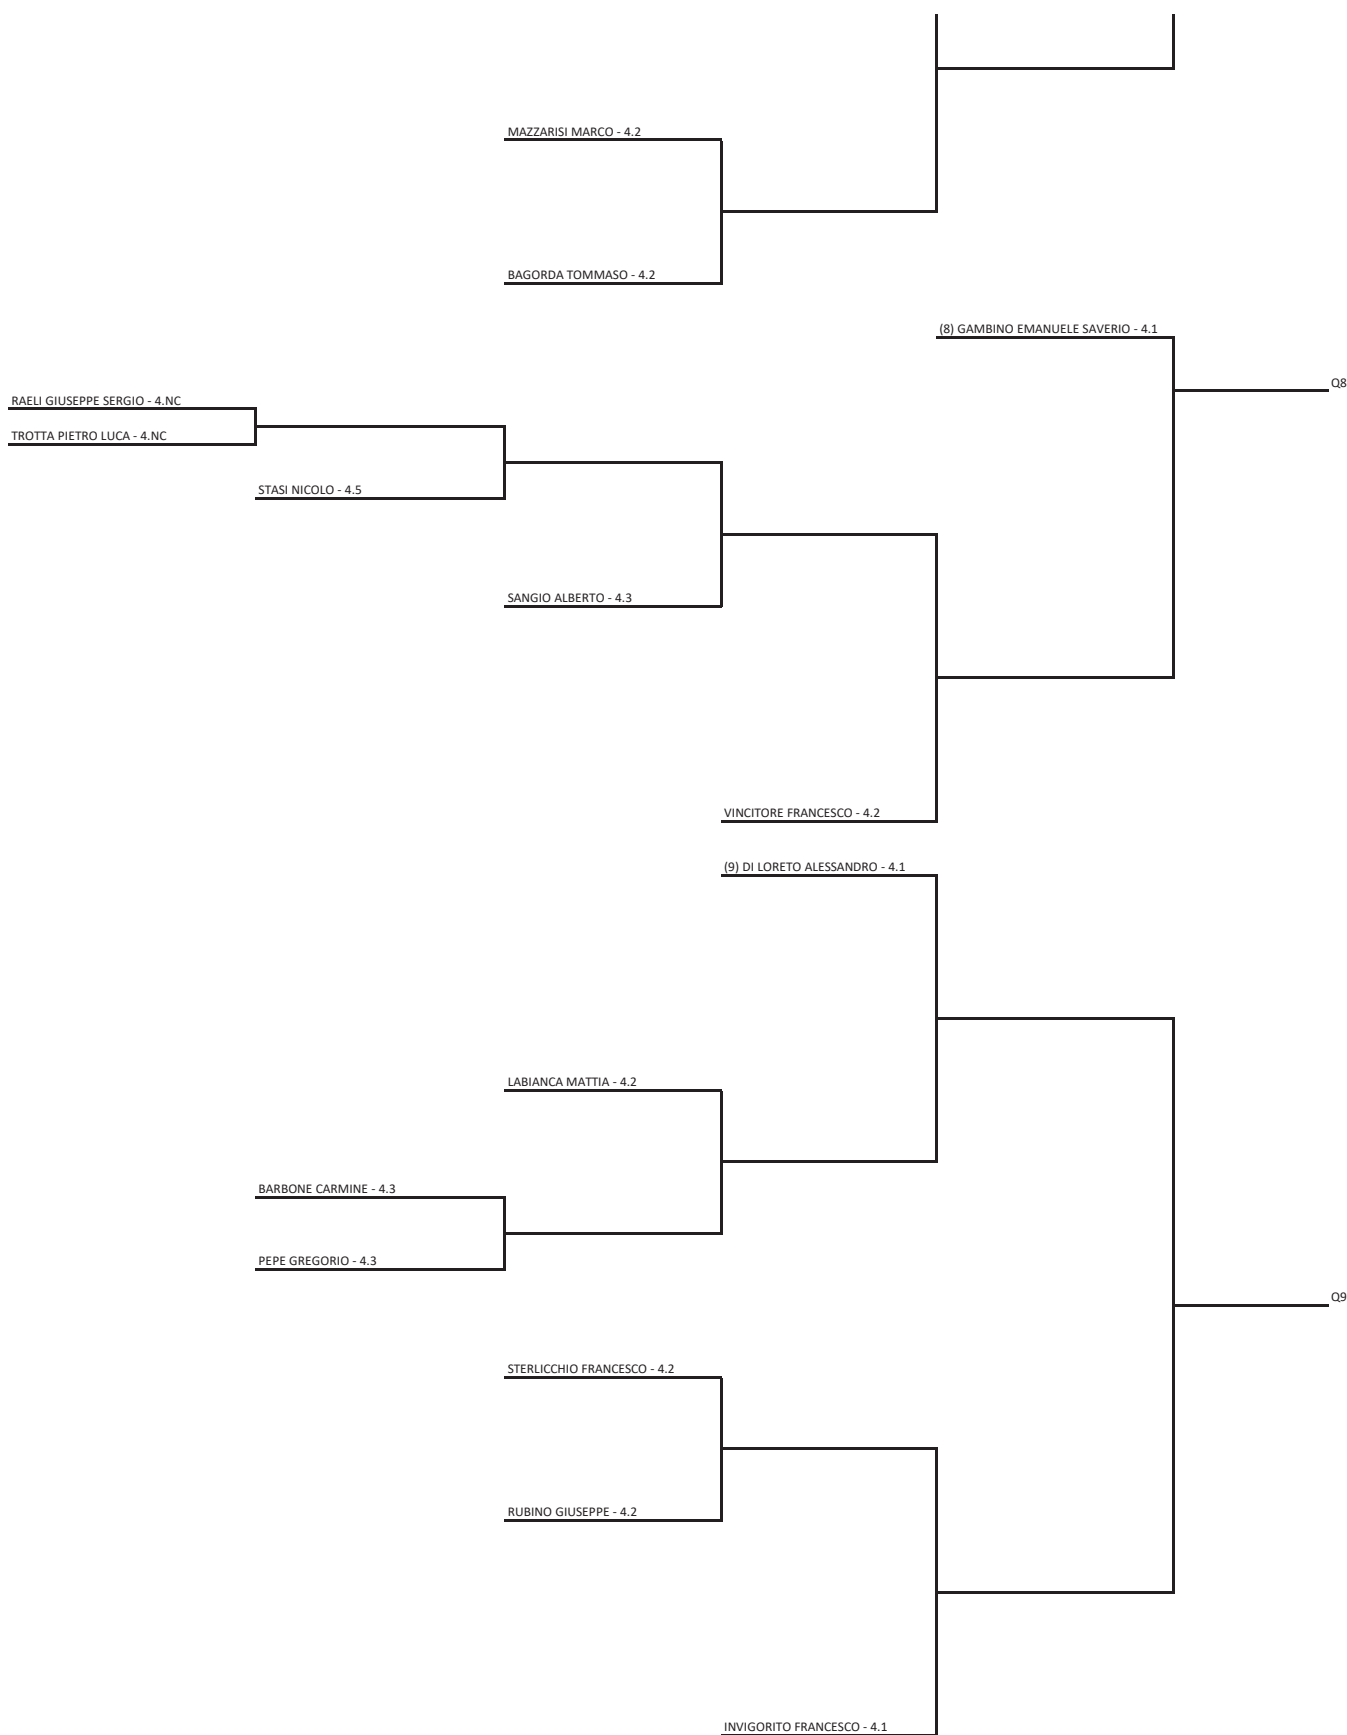 MAZZARISI MARCO - 4.2
BAGORDA TOMMASO - 4.2
(8) GAMBINO EMANUELE SAVERIO - 4.1
Q8
RAELI GIUSEPPE SERGIO - 4.NC
TROTTA PIETRO LUCA - 4.NC
STASI NICOLO - 4.5
SANGIO ALBERTO - 4.3
VINCITORE FRANCESCO - 4.2
(9) DI LORETO ALESSANDRO - 4.1
LABIANCA MATTIA - 4.2
BARBONE CARMINE - 4.3
PEPE GREGORIO - 4.3
Q9
STERLICCHIO FRANCESCO - 4.2
RUBINO GIUSEPPE - 4.2
INVIGORITO FRANCESCO - 4.1